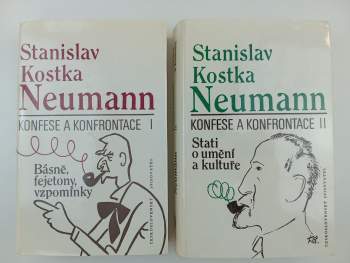 Stanislav
Kostka
Neumann
KONFESE A KONFRONTACE I
Básně,
fejetony,
vzpomínky
ČESKOSLOVENSKÝ SPISOVATEL
Stanislav
Kostka
Neumann
KONFESE A KONFRONTACE II
Stati
o umění
a kultuře
ČESKOSLOVENSKÝ SPISOVATEL